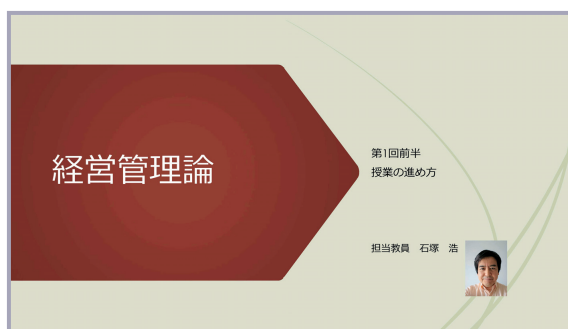 経営管理論
第1回前半
授業の進め方
担当教員　石塚　浩